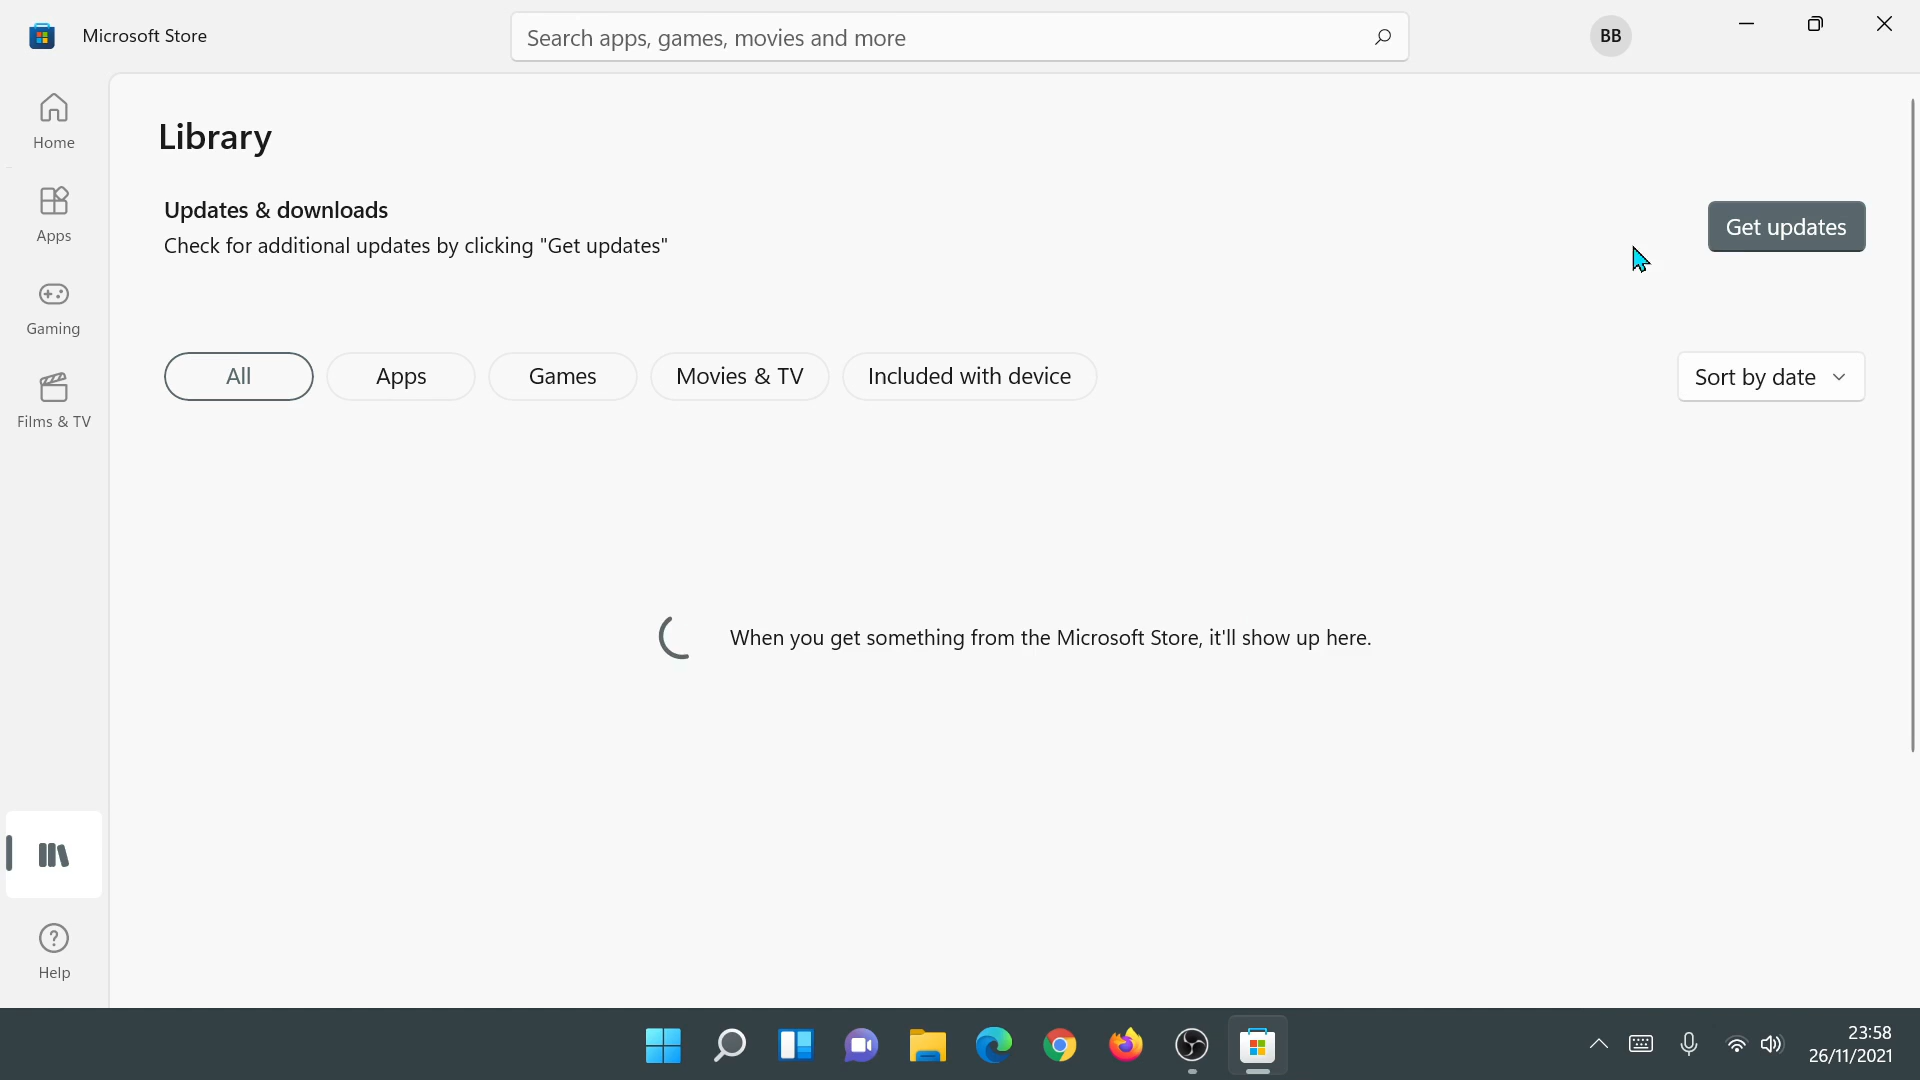 Microsoft Store
Search apps, games, movies and more
BB
Home
Apps
Gaming
Films & TV
Help
Library
Updates & downloads
Check for additional updates by clicking "Get updates"
Get updates
All
Apps
Games
Movies & TV
Included with device
Sort by date
When you get something from the Microsoft Store, it'll show up here.
23:58
26/11/2021